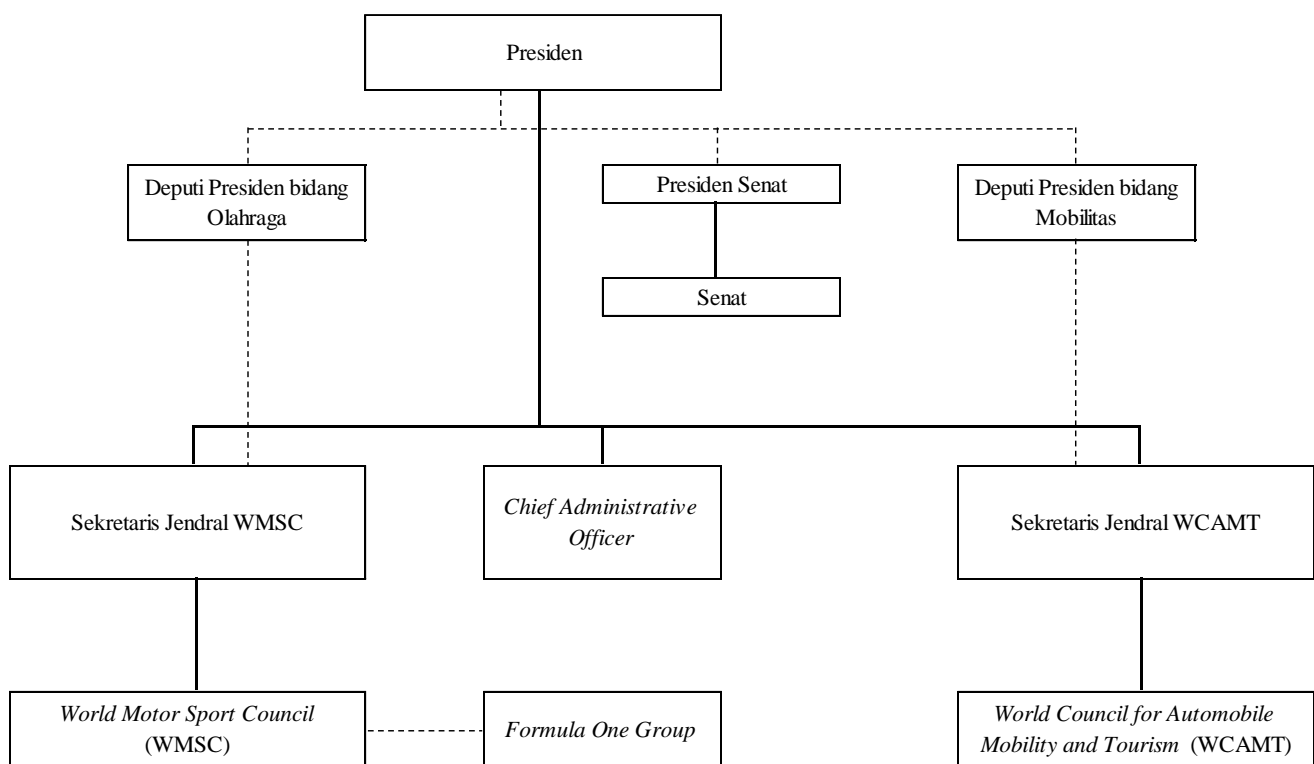 Presiden
Deputi Presiden bidang
Olahraga
Presiden Senat
Deputi Presiden bidang
Mobilitas
Senat
Sekretaris Jendral WMSC
Chief Administrative
Officer
Sekretaris Jendral WCAMT
World Motor Sport Council
(WMSC)
Formula One Group
World Council for Automobile
Mobility and Tourism (WCAMT)